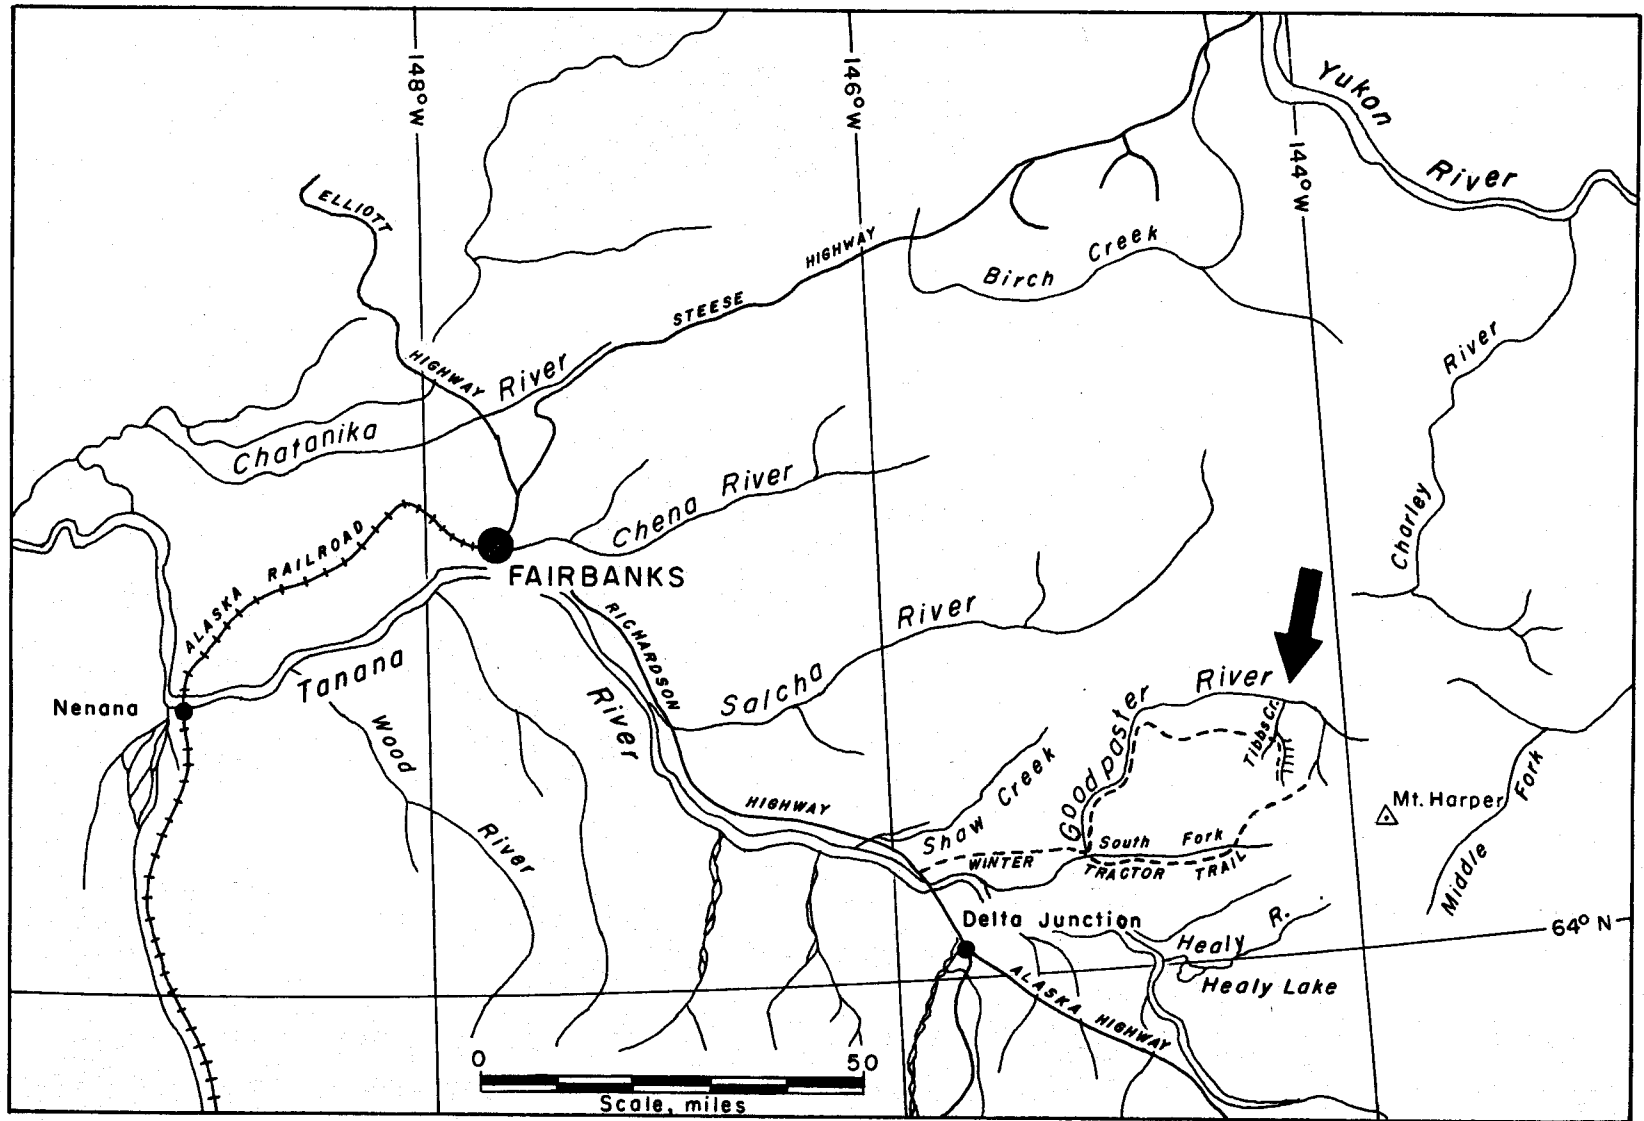 148°W
146°W
144°W
Yukon
River
ELLIOTT
HIGHWAY
STEESE
HIGHWAY
Birch Creek
River
Charley
Chatanika River
Chena River
ALASKA RAILROAD
FAIRBANKS
RICHARDSON
HIGHWAY
Tanana
River
Salcha River
Nenana
Wood
River
Goodpaster River
Tibbs Cr.
Shaw Creek
WINTER
TRACTOR TRAIL
South Fork
Mt. Harper
Middle Fork
Delta Junction
Healy R.
Healy Lake
64° N
ALASKA HIGHWAY
0 50
Scale, miles